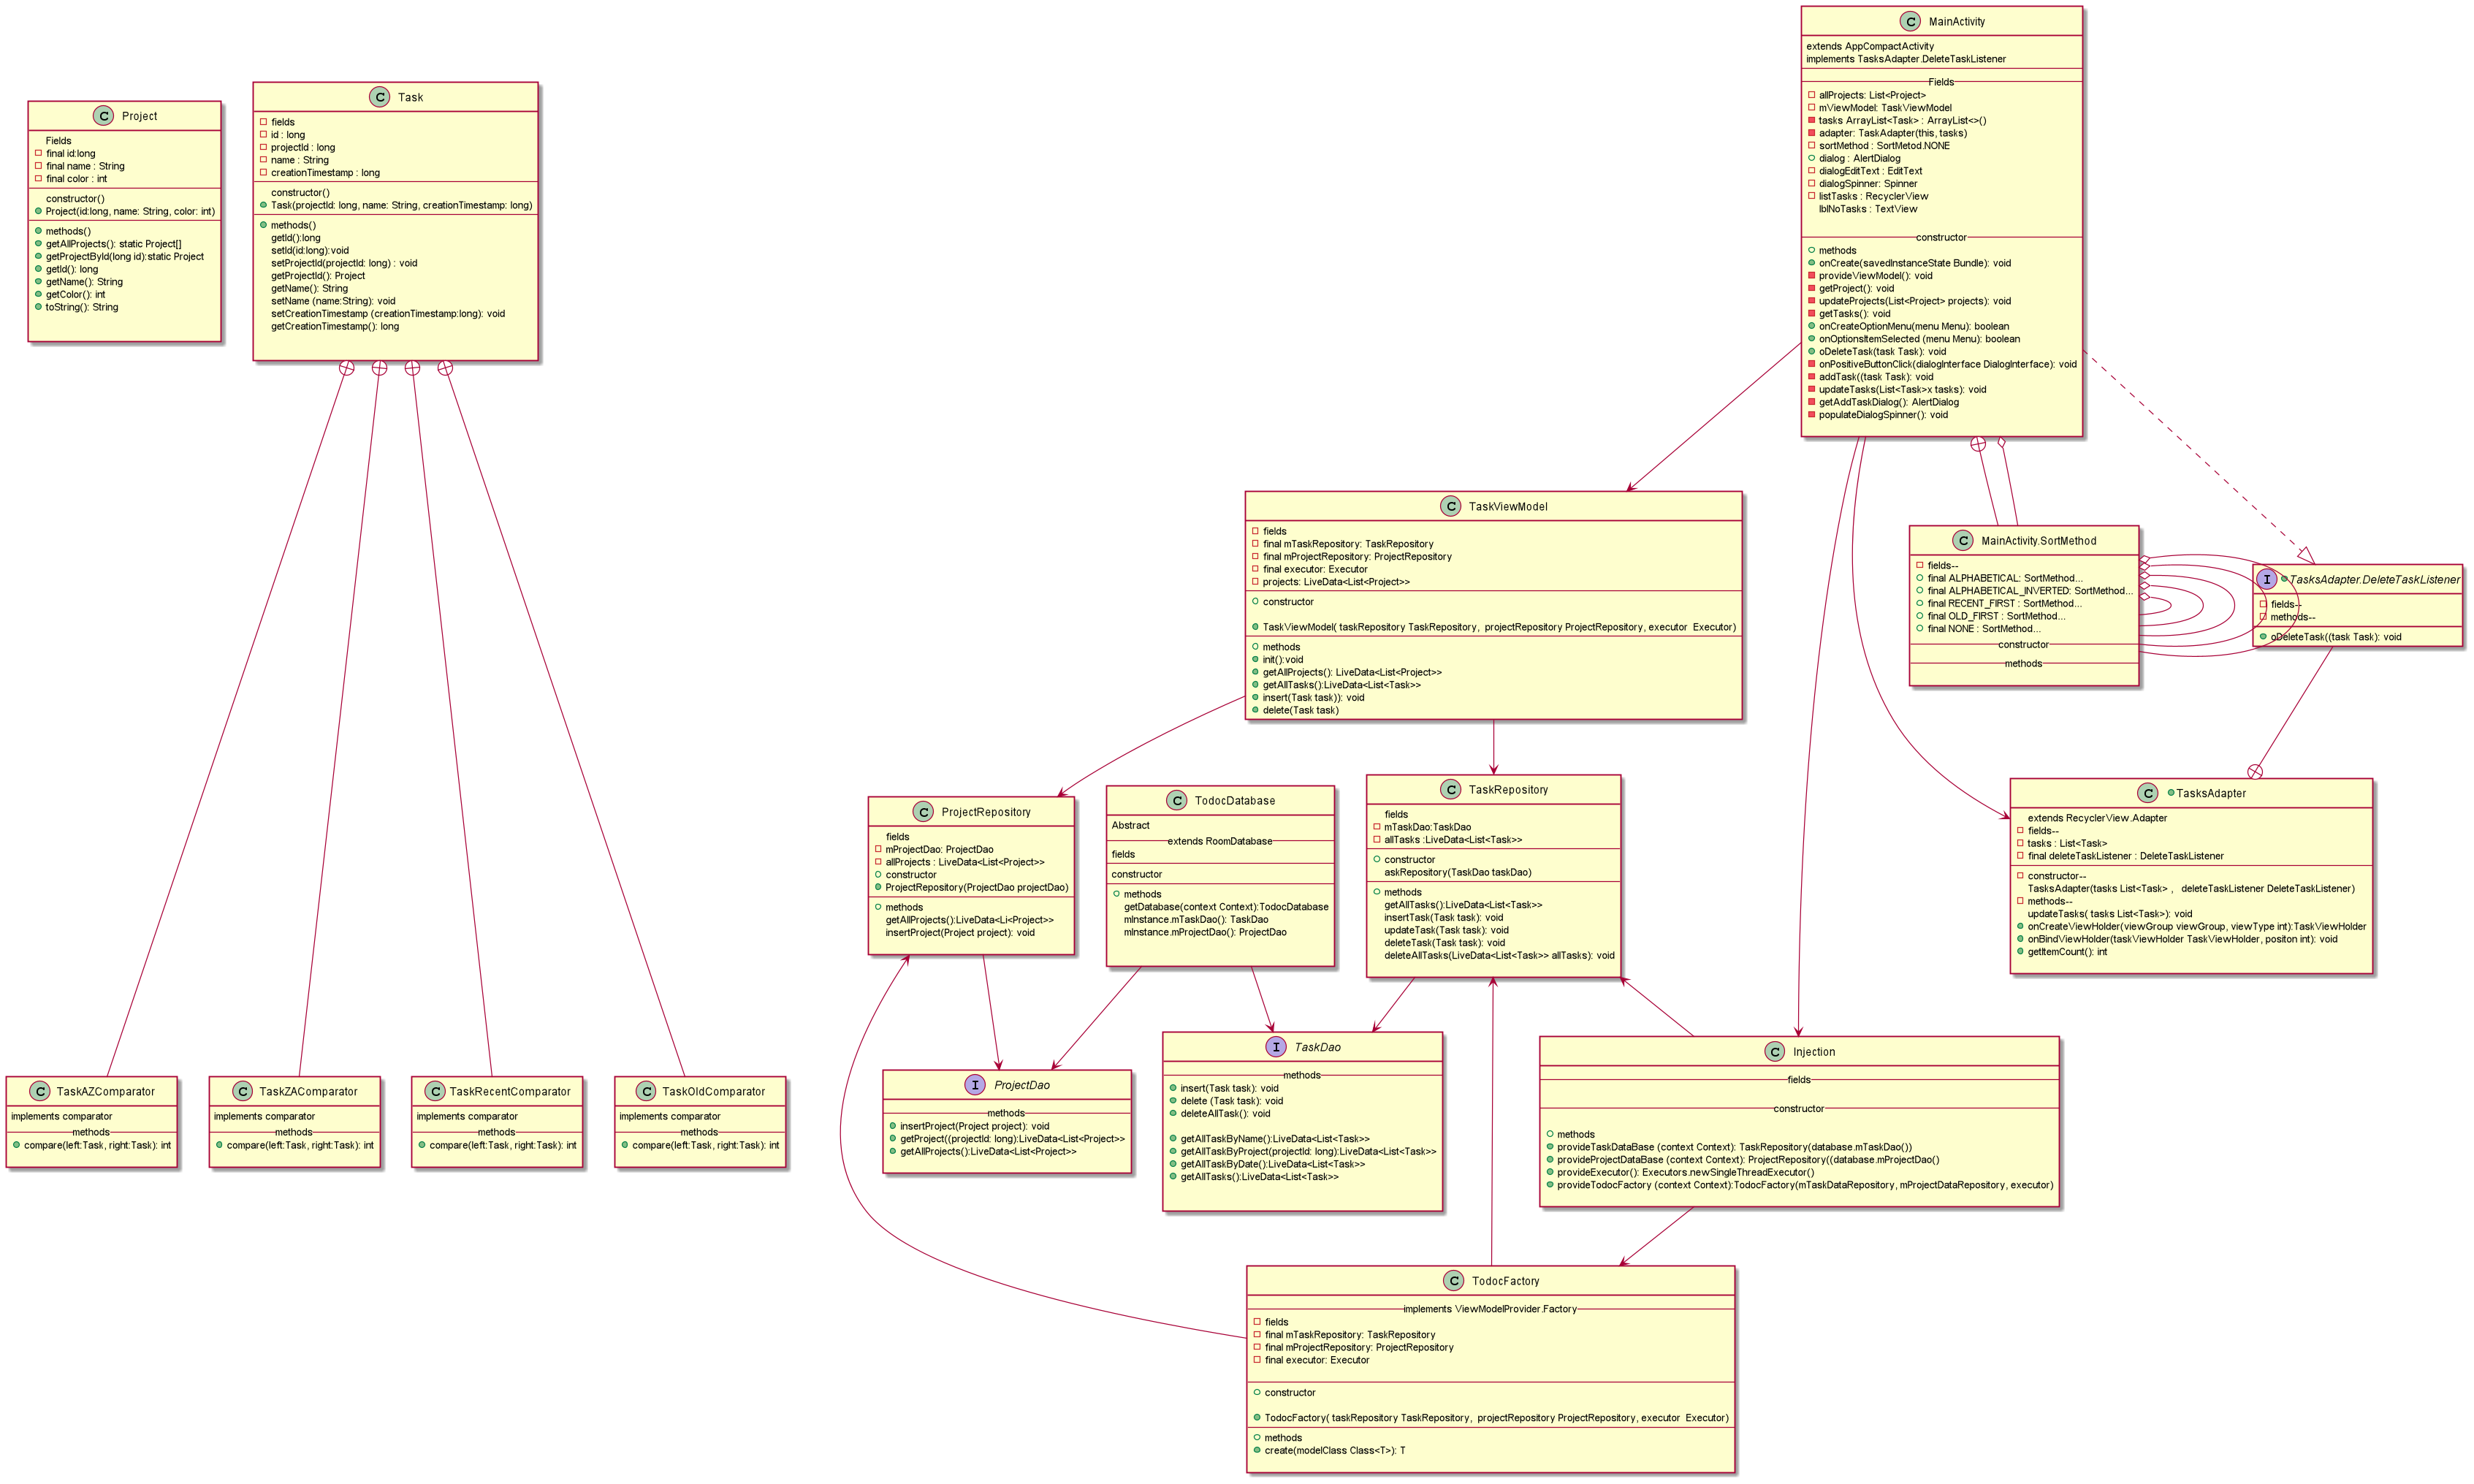 MainActivity
extends AppCompactActivity
implements TasksAdapter.DeleteTaskListener
Fields
allProjects: List<Project>
mViewModel: TaskViewModel
tasks ArrayList<Task> : ArrayList<>()
adapter: TaskAdapter(this, tasks)
sortMethod : SortMetod.NONE
dialog : AlertDialog
dialogEditText : EditText
dialogSpinner: Spinner
listTasks : RecyclerView
lblNoTasks : TextView
constructor
methods
onCreate(savedInstanceState Bundle): void
provideViewModel(): void
getProject(): void
updateProjects(List<Project> projects): void
getTasks(): void
onCreateOptionMenu(menu Menu): boolean
onOptionsItemSelected (menu Menu): boolean
oDeleteTask(task Task): void
onPositiveButtonClick(dialogInterface DialogInterface): void
addTask((task Task): void
updateTasks(List<Task>x tasks): void
getAddTaskDialog(): AlertDialog
populateDialogSpinner(): void
Project
Fields
final id:long
final name : String
final color : int
constructor()
Project(id:long, name: String, color: int)
methods()
getAllProjects(): static Project[]
getProjectById(long id):static Project
getId(): long
getName(): String
getColor(): int
toString(): String
Task
fields
id : long
projectId : long
name : String
creationTimestamp : long
constructor()
Task(projectId: long, name: String, creationTimestamp: long)
methods()
getId():long
setId(id:long):void
setProjectId(projectId: long) : void
getProjectId(): Project
getName(): String
setName (name:String): void
setCreationTimestamp (creationTimestamp:long): void
getCreationTimestamp(): long
TaskViewModel
fields
final mTaskRepository: TaskRepository
final mProjectRepository: ProjectRepository
final executor: Executor
projects: LiveData<List<Project>>
constructor
TaskViewModel( taskRepository TaskRepository,  projectRepository ProjectRepository, executor  Executor)
methods
init():void
getAllProjects(): LiveData<List<Project>>
getAllTasks():LiveData<List<Task>>
insert(Task task)): void
delete(Task task)
MainActivity.SortMethod
fields--
final ALPHABETICAL: SortMethod...
final ALPHABETICAL_INVERTED: SortMethod...
final RECENT_FIRST : SortMethod...
final OLD_FIRST : SortMethod...
final NONE : SortMethod...
constructor
methods
TasksAdapter.DeleteTaskListener
fields--
methods--
oDeleteTask((task Task): void
ProjectRepository
fields
mProjectDao: ProjectDao
allProjects : LiveData<List<Project>>
constructor
ProjectRepository(ProjectDao projectDao)
methods
getAllProjects():LiveData<Li<Project>>
insertProject(Project project): void
TodocDatabase
Abstract
extends RoomDatabase
fields
constructor
methods
getDatabase(context Context):TodocDatabase
mInstance.mTaskDao(): TaskDao
mInstance.mProjectDao(): ProjectDao
TaskRepository
fields
mTaskDao:TaskDao
allTasks :LiveData<List<Task>>
constructor
askRepository(TaskDao taskDao)
methods
getAllTasks():LiveData<List<Task>>
insertTask(Task task): void
updateTask(Task task): void
deleteTask(Task task): void
deleteAllTasks(LiveData<List<Task>> allTasks): void
TasksAdapter
extends RecyclerView.Adapter
fields--
tasks : List<Task>
final deleteTaskListener : DeleteTaskListener
constructor--
TasksAdapter(tasks List<Task> ,   deleteTaskListener DeleteTaskListener)
methods--
updateTasks( tasks List<Task>): void
onCreateViewHolder(viewGroup viewGroup, viewType int):TaskViewHolder
onBindViewHolder(taskViewHolder TaskViewHolder, positon int): void
getItemCount(): int
TaskAZComparator
implements comparator
methods
compare(left:Task, right:Task): int
TaskZAComparator
implements comparator
methods
compare(left:Task, right:Task): int
TaskRecentComparator
implements comparator
methods
compare(left:Task, right:Task): int
TaskOldComparator
implements comparator
methods
compare(left:Task, right:Task): int
ProjectDao
methods
insertProject(Project project): void
getProject((projectId: long):LiveData<List<Project>>
getAllProjects():LiveData<List<Project>>
TaskDao
methods
insert(Task task): void
delete (Task task): void
deleteAllTask(): void
getAllTaskByName():LiveData<List<Task>>
getAllTaskByProject(projectId: long):LiveData<List<Task>>
getAllTaskByDate():LiveData<List<Task>>
getAllTasks():LiveData<List<Task>>
Injection
fields
constructor
methods
provideTaskDataBase (context Context): TaskRepository(database.mTaskDao())
provideProjectDataBase (context Context): ProjectRepository((database.mProjectDao()
provideExecutor(): Executors.newSingleThreadExecutor()
provideTodocFactory (context Context):TodocFactory(mTaskDataRepository, mProjectDataRepository, executor)
TodocFactory
implements ViewModelProvider.Factory
fields
final mTaskRepository: TaskRepository
final mProjectRepository: ProjectRepository
final executor: Executor
constructor
TodocFactory( taskRepository TaskRepository,  projectRepository ProjectRepository, executor  Executor)
methods
create(modelClass Class<T>): T